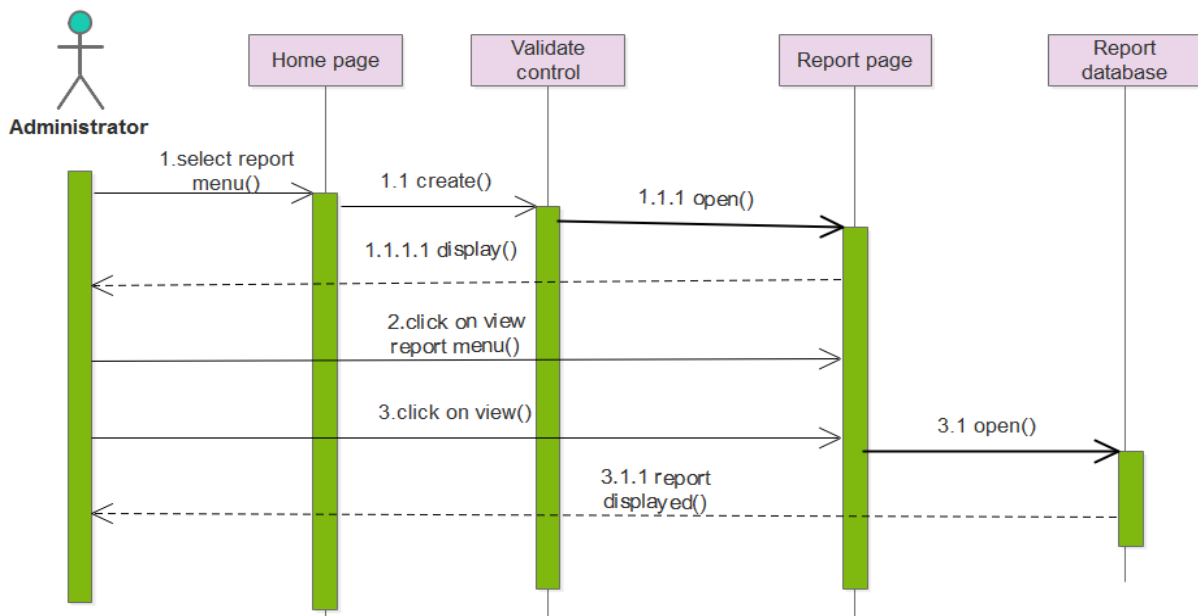 Home page
Validate
control
Report page
Report
database
Administrator
1.select report
menu()
1.1 create()
1.1.1 open()
1.1.1.1 display()
2.click on view
report menu()
3.click on view()
3.1 open()
3.1.1 report
displayed()